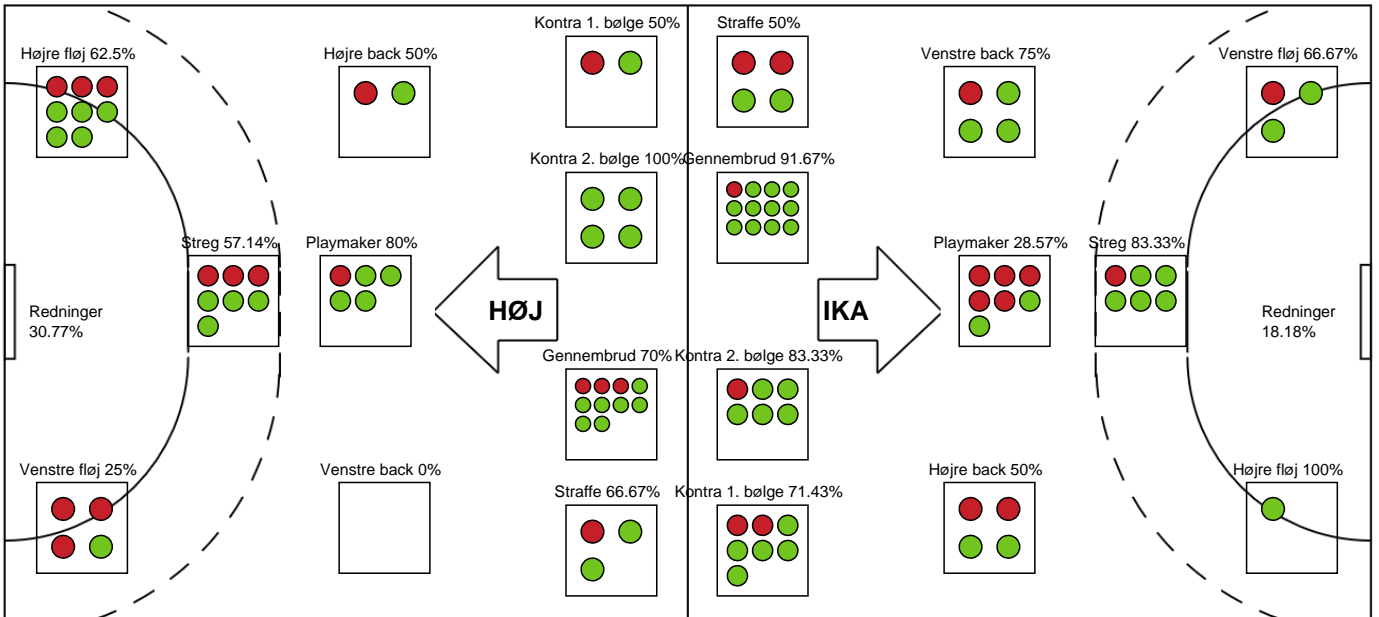 Kontra 1. bølge 50%
Straffe 50%
Højre fløj 62.5%
Højre back 50%
Venstre back 75%
Venstre fløj 66.67%
Kontra 2. bølge 100%
Gennembrud 91.67%
Streg 57.14%
Playmaker 80%
Playmaker 28.57%
Streg 83.33%
Redninger
30.77%
HØJ
IKA
Redninger
18.18%
Gennembrud 70%
Kontra 2. bølge 83.33%
Venstre fløj 25%
Venstre back 0%
Højre back 50%
Højre fløj 100%
Straffe 66.67%
Kontra 1. bølge 71.43%